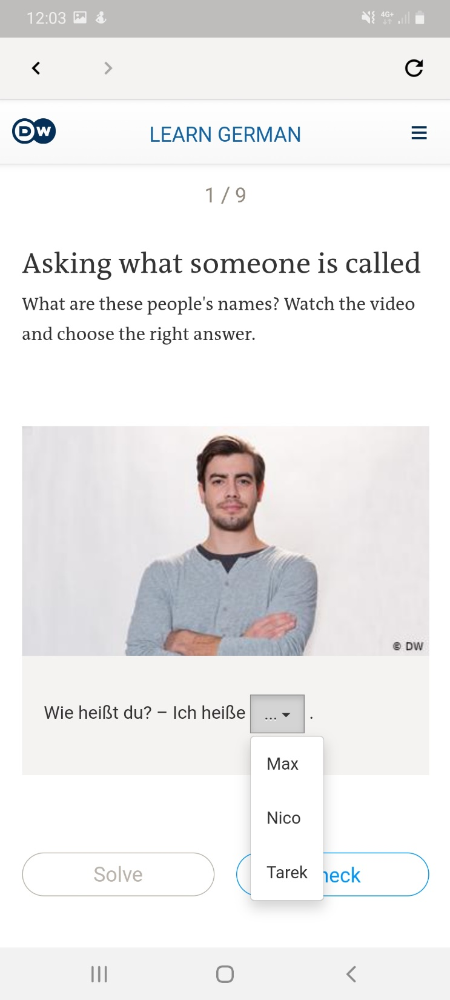 12:03 4G+
DW LEARN GERMAN
1 / 9
Asking what someone is called
What are these people's names? Watch the video
and choose the right answer.
© DW
Wie heißt du? – Ich heiße ... .
Max
Nico
Tarek
Solve heck